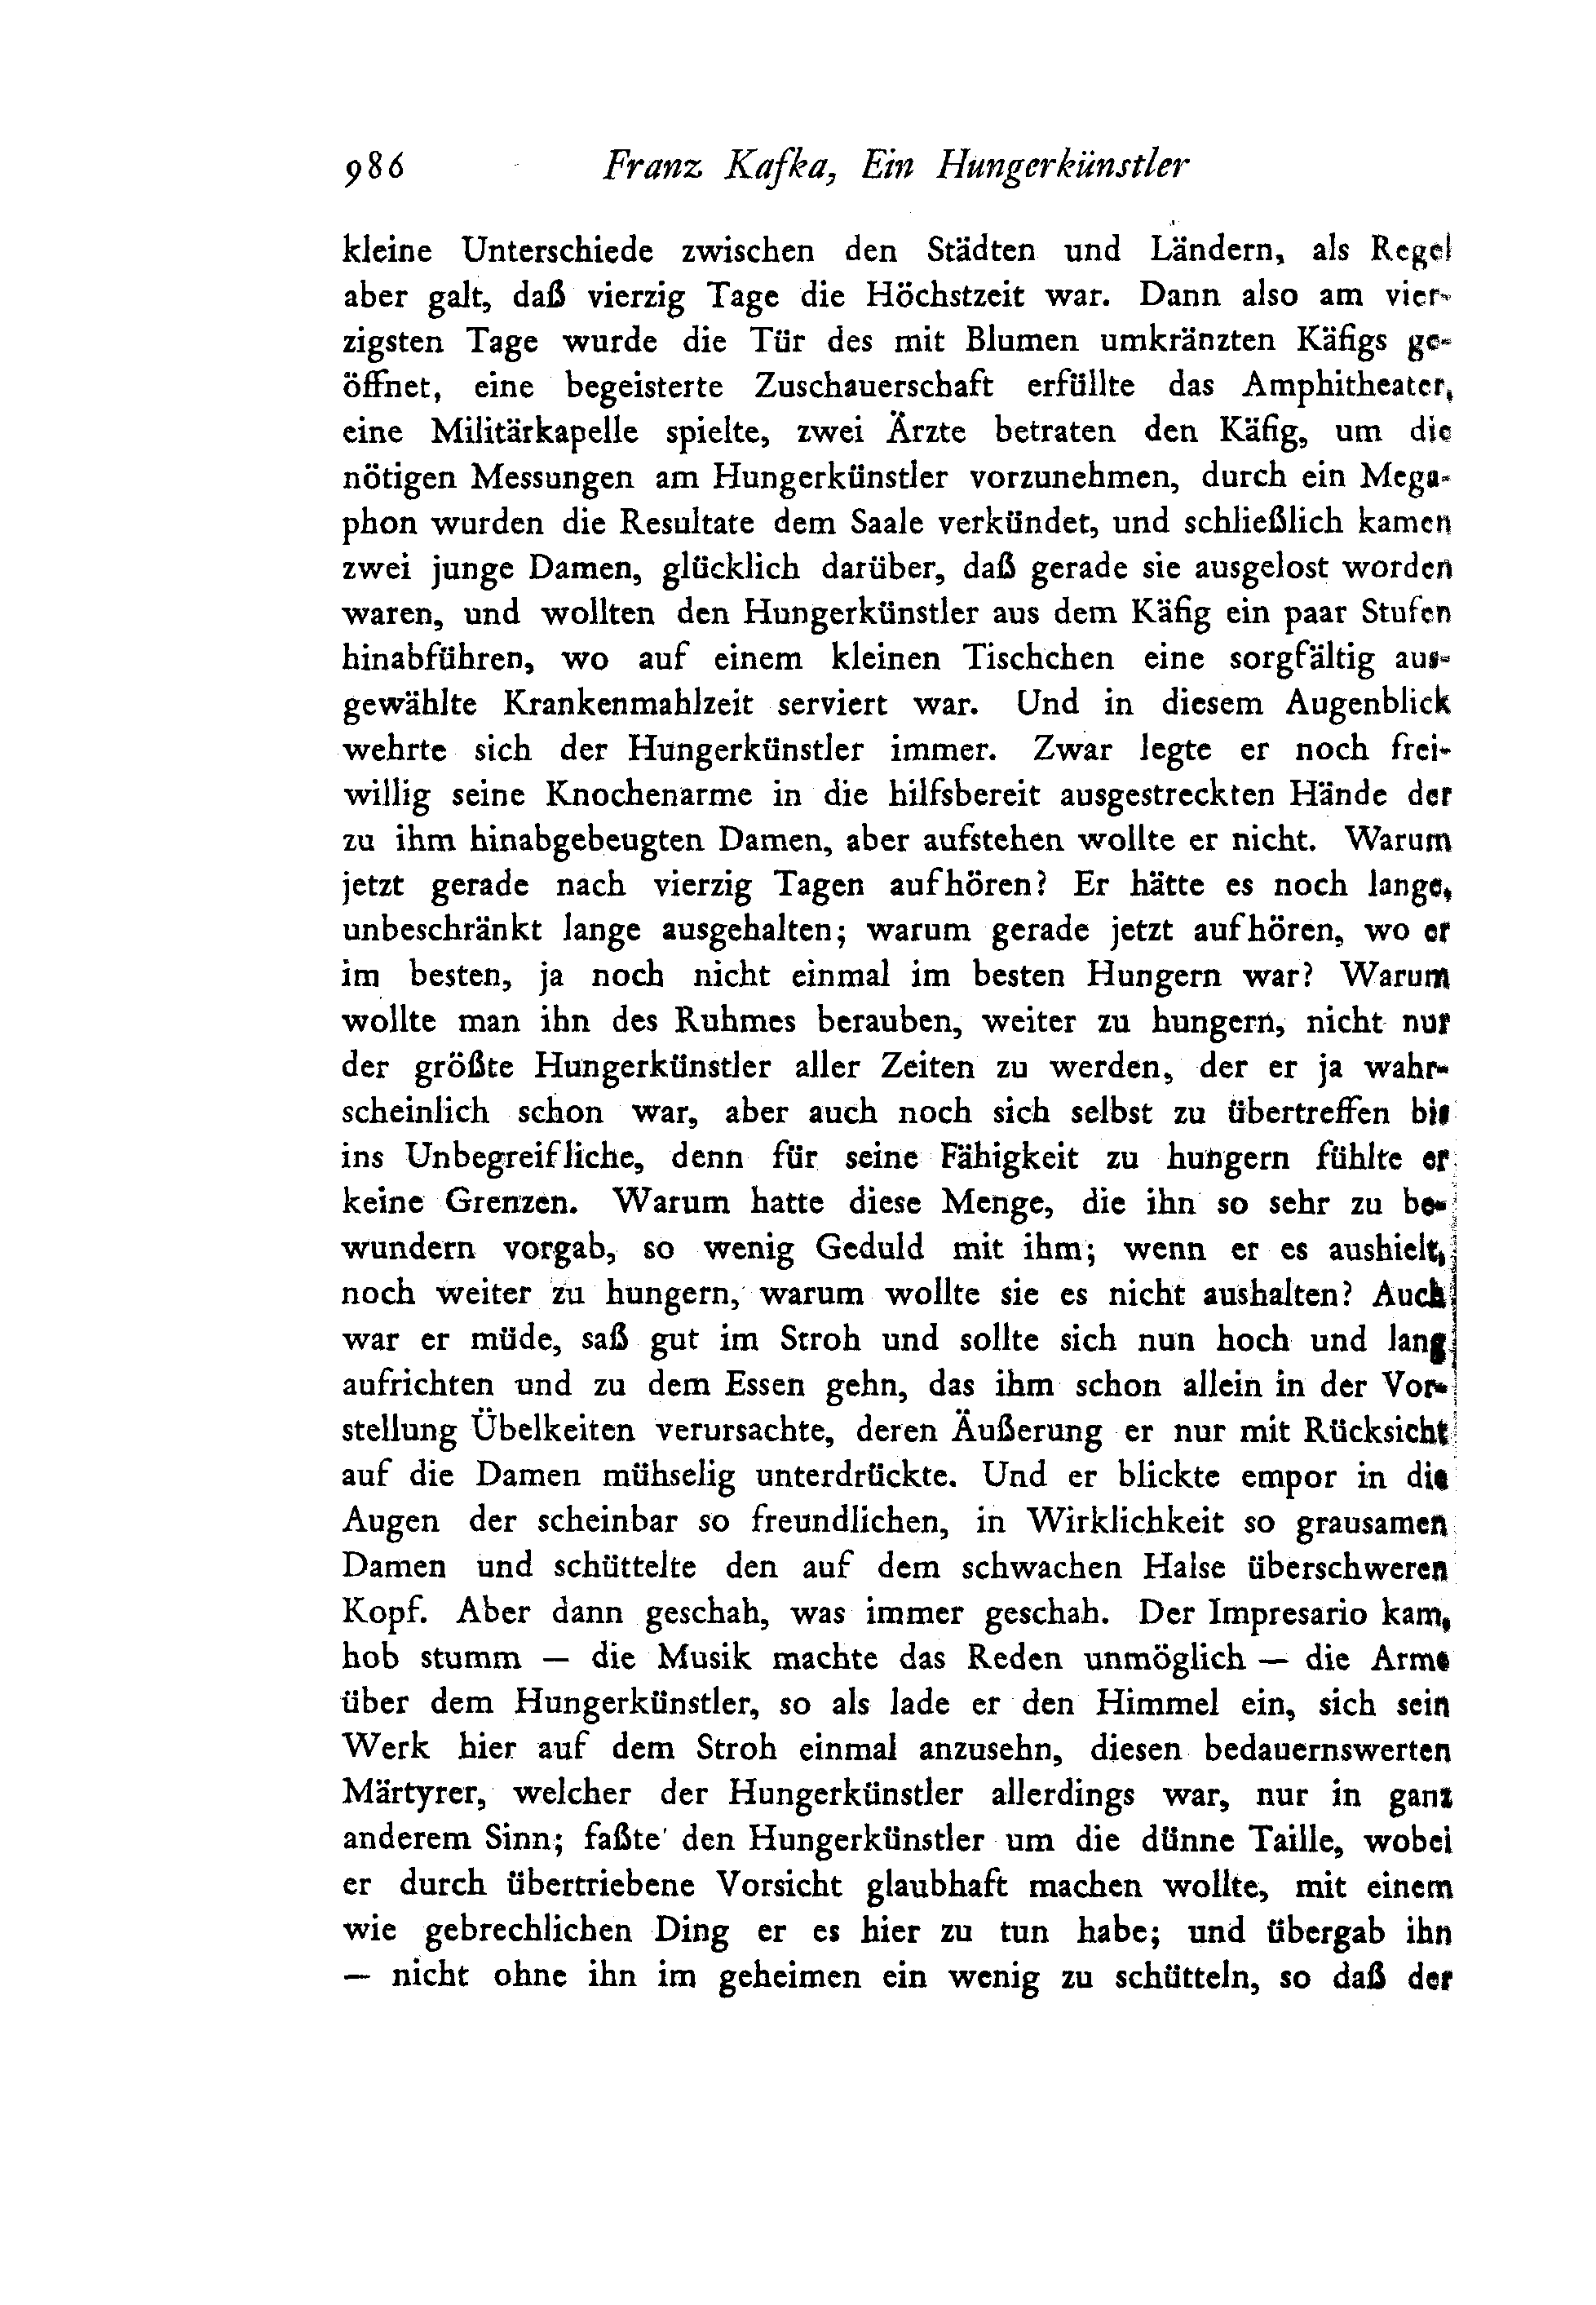 986 Franz Kafka, Ein Hungerkünstler
kleine Unterschiede zwischen den Städten und Ländern, als Regel
aber galt, daß vierzig Tage die Höchstzeit war. Dann also am vier-
zigsten Tage wurde die Tür des mit Blumen umkränzten Käfigs ge-
öffnet, eine begeisterte Zuschauerschaft erfüllte das Amphitheater,
eine Militärkapelle spielte, zwei Ärzte betraten den Käfig, um die
nötigen Messungen am Hungerkünstler vorzunehmen, durch ein Mega-
phon wurden die Resultate dem Saale verkündet, und schließlich kamen
zwei junge Damen, glücklich darüber, daß gerade sie ausgelost worden
waren, und wollten den Hungerkünstler aus dem Käfig ein paar Stufen
hinabführen, wo auf einem kleinen Tischchen eine sorgfältig aus-
gewählte Krankenmahlzeit serviert war. Und in diesem Augenblick
wehrte sich der Hungerkünstler immer. Zwar legte er noch frei-
willig seine Knochenarme in die hilfsbereit ausgestreckten Hände der
zu ihm hinabgebeugten Damen, aber aufstehen wollte er nicht. Warum
jetzt gerade nach vierzig Tagen aufhören? Er hätte es noch lange,
unbeschränkt lange ausgehalten; warum gerade jetzt aufhören, wo er
im besten, ja noch nicht einmal im besten Hungern war? Warum
wollte man ihn des Ruhmes berauben, weiter zu hungern, nicht nur
der größte Hungerkünstler aller Zeiten zu werden, der er ja wahr-
scheinlich schon war, aber auch noch sich selbst zu übertreffen bis
ins Unbegreifliche, denn für seine Fähigkeit zu hungern fühlte er
keine Grenzen. Warum hatte diese Menge, die ihn so sehr zu be-
wundern vorgab, so wenig Geduld mit ihm; wenn er es aushielt,
noch weiter zu hungern, warum wollte sie es nicht aushalten? Auch
war er müde, saß gut im Stroh und sollte sich nun hoch und lang
aufrichten und zu dem Essen gehn, das ihm schon allein in der Vor-
stellung Übelkeiten verursachte, deren Äußerung er nur mit Rücksicht
auf die Damen mühselig unterdrückte. Und er blickte empor in die
Augen der scheinbar so freundlichen, in Wirklichkeit so grausamen
Damen und schüttelte den auf dem schwachen Halse überschweren
Kopf. Aber dann geschah, was immer geschah. Der Impresario kam,
hob stumm — die Musik machte das Reden unmöglich — die Arme
über dem Hungerkünstler, so als lade er den Himmel ein, sich sein
Werk hier auf dem Stroh einmal anzusehn, diesen bedauernswerten
Märtyrer, welcher der Hungerkünstler allerdings war, nur in ganz
anderem Sinn; faßte den Hungerkünstler um die dünne Taille, wobei
er durch übertriebene Vorsicht glaubhaft machen wollte, mit einem
wie gebrechlichen Ding er es hier zu tun habe; und übergab ihn
— nicht ohne ihn im geheimen ein wenig zu schütteln, so daß der